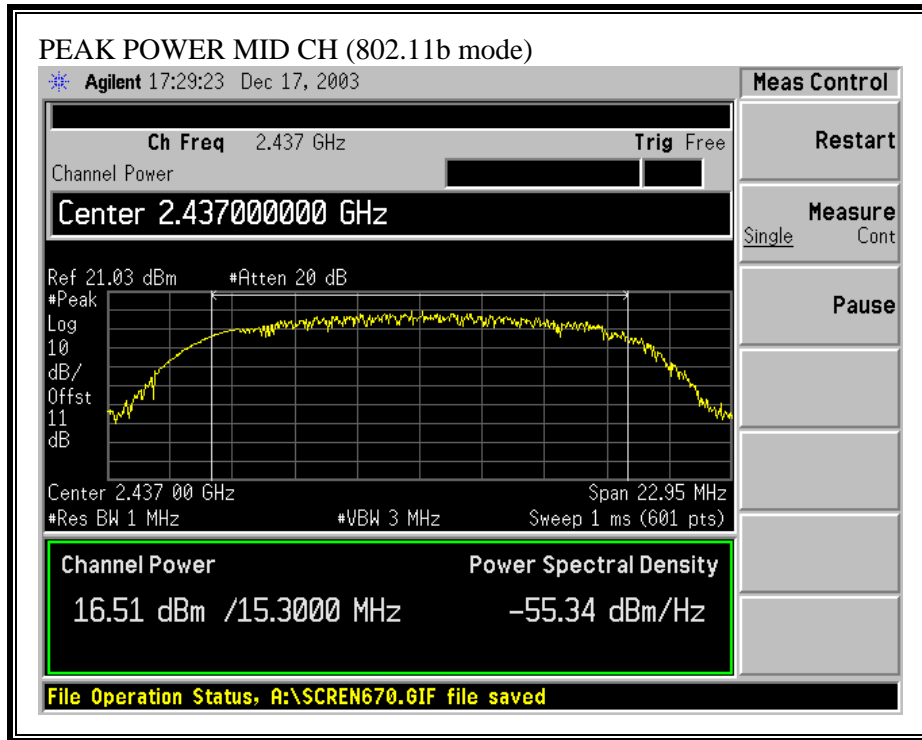 PEAK POWER MID CH (802.11b mode)
Agilent 17:29:23 Dec 17, 2003
Meas Control
Ch Freq 2.437 GHz Trig Free
Restart
Channel Power
Center 2.437000000 GHz
Measure
Single Cont
Ref 21.03 dBm #Atten 20 dB
#Peak
Log
10
dB/
Offst
11
dB
Pause
Center 2.437 00 GHz Span 22.95 MHz
#Res BW 1 MHz #VBW 3 MHz Sweep 1 ms (601 pts)
Channel Power Power Spectral Density
16.51 dBm /15.3000 MHz -55.34 dBm/Hz
File Operation Status, A:\SCREN670.GIF file saved